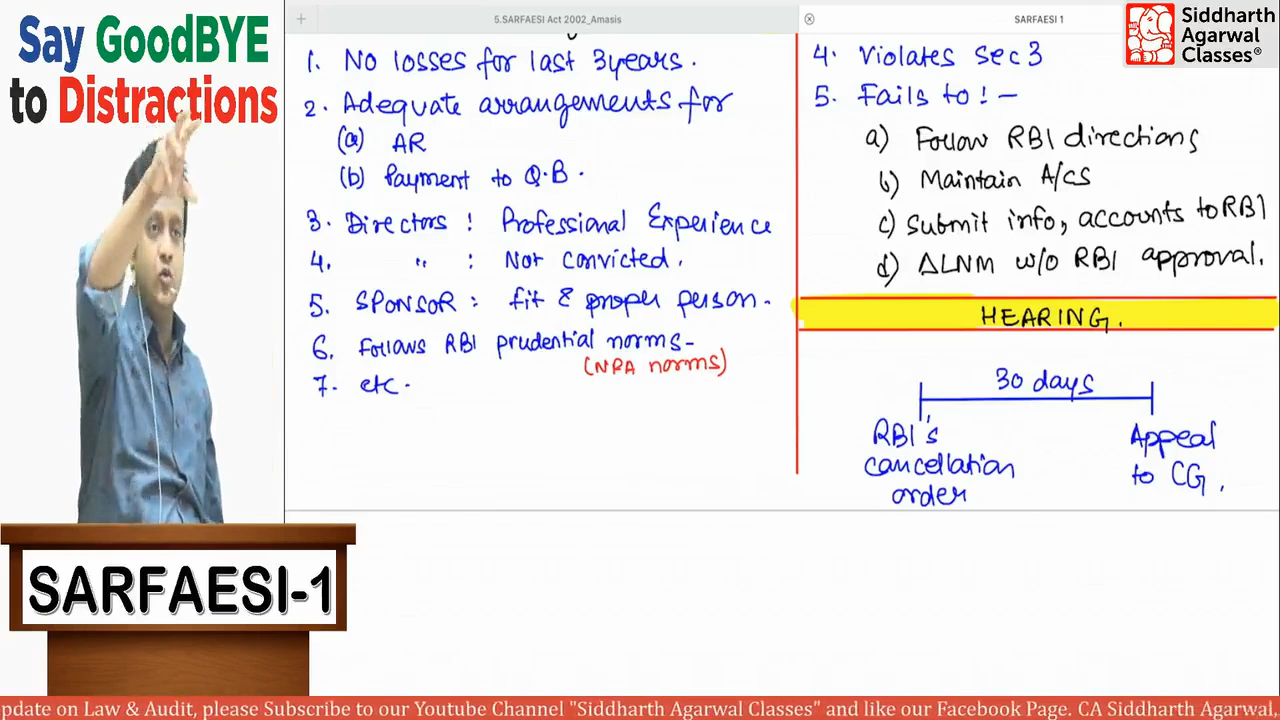 Say GoodBYE
to Distractions
5.SARFAESI Act 2002_Amasis
SARFAESI 1
Siddharth
Agarwal
Classes®
1. No losses for last 3years.
2. Adequate arrangements for
(a) AR
(b) Payment to Q.B.
3. Directors : Professional Experience
4. " : Not convicted.
5. SPONSOR : fit & proper person.
6. Follows RBI prudential norms-
(NPA norms)
7. etc.
4. Violates sec 3
5. Fails to :-
a) Follow RBI directions
b) Maintain A/cs
c) Submit info, accounts to RBI
d) ΔLNM w/o RBI approval.
HEARING.
30 days
RBI's
cancellation
order
Appeal
to CG.
SARFAESI-1
pdate on Law & Audit, please Subscribe to our Youtube Channel "Siddharth Agarwal Classes" and like our Facebook Page. CA Siddharth Agarwal.